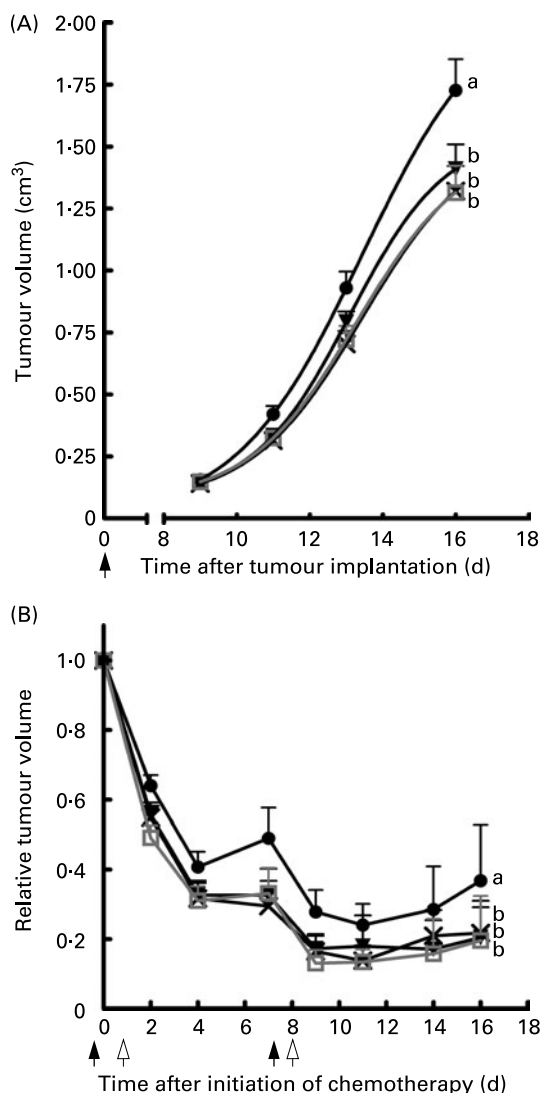 (A)
2·00
1·75
1·50
1·25
1·00
0·75
0·50
0·25
0
Tumour volume (cm³)
a
b
b
b
0 8 10 12 14 16 18
Time after tumour implantation (d)
(B)
1·0
0·8
0·6
0·4
0·2
0
Relative tumour volume
a
b
b
b
0 2 4 6 8 10 12 14 16 18
Time after initiation of chemotherapy (d)